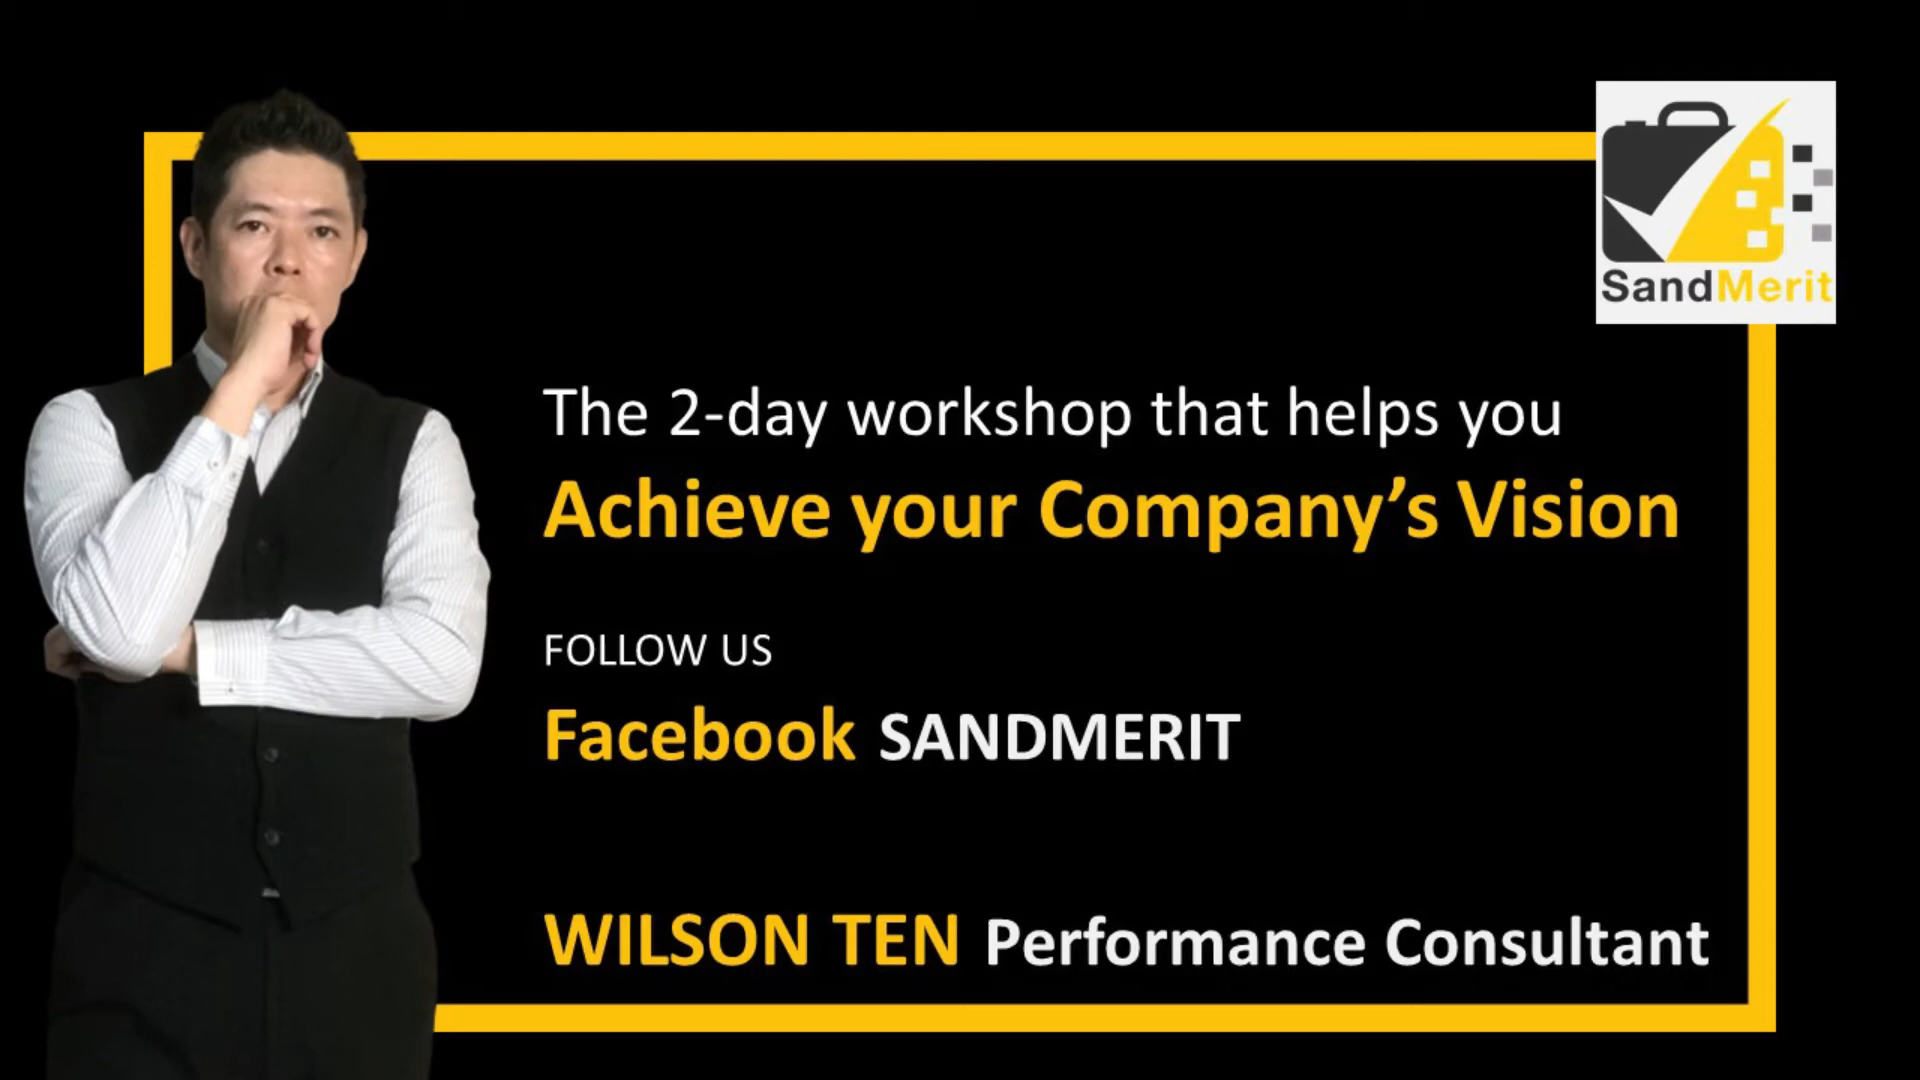 SandMerit
The 2-day workshop that helps you
Achieve your Company’s Vision
FOLLOW US
Facebook SANDMERIT
WILSON TEN Performance Consultant